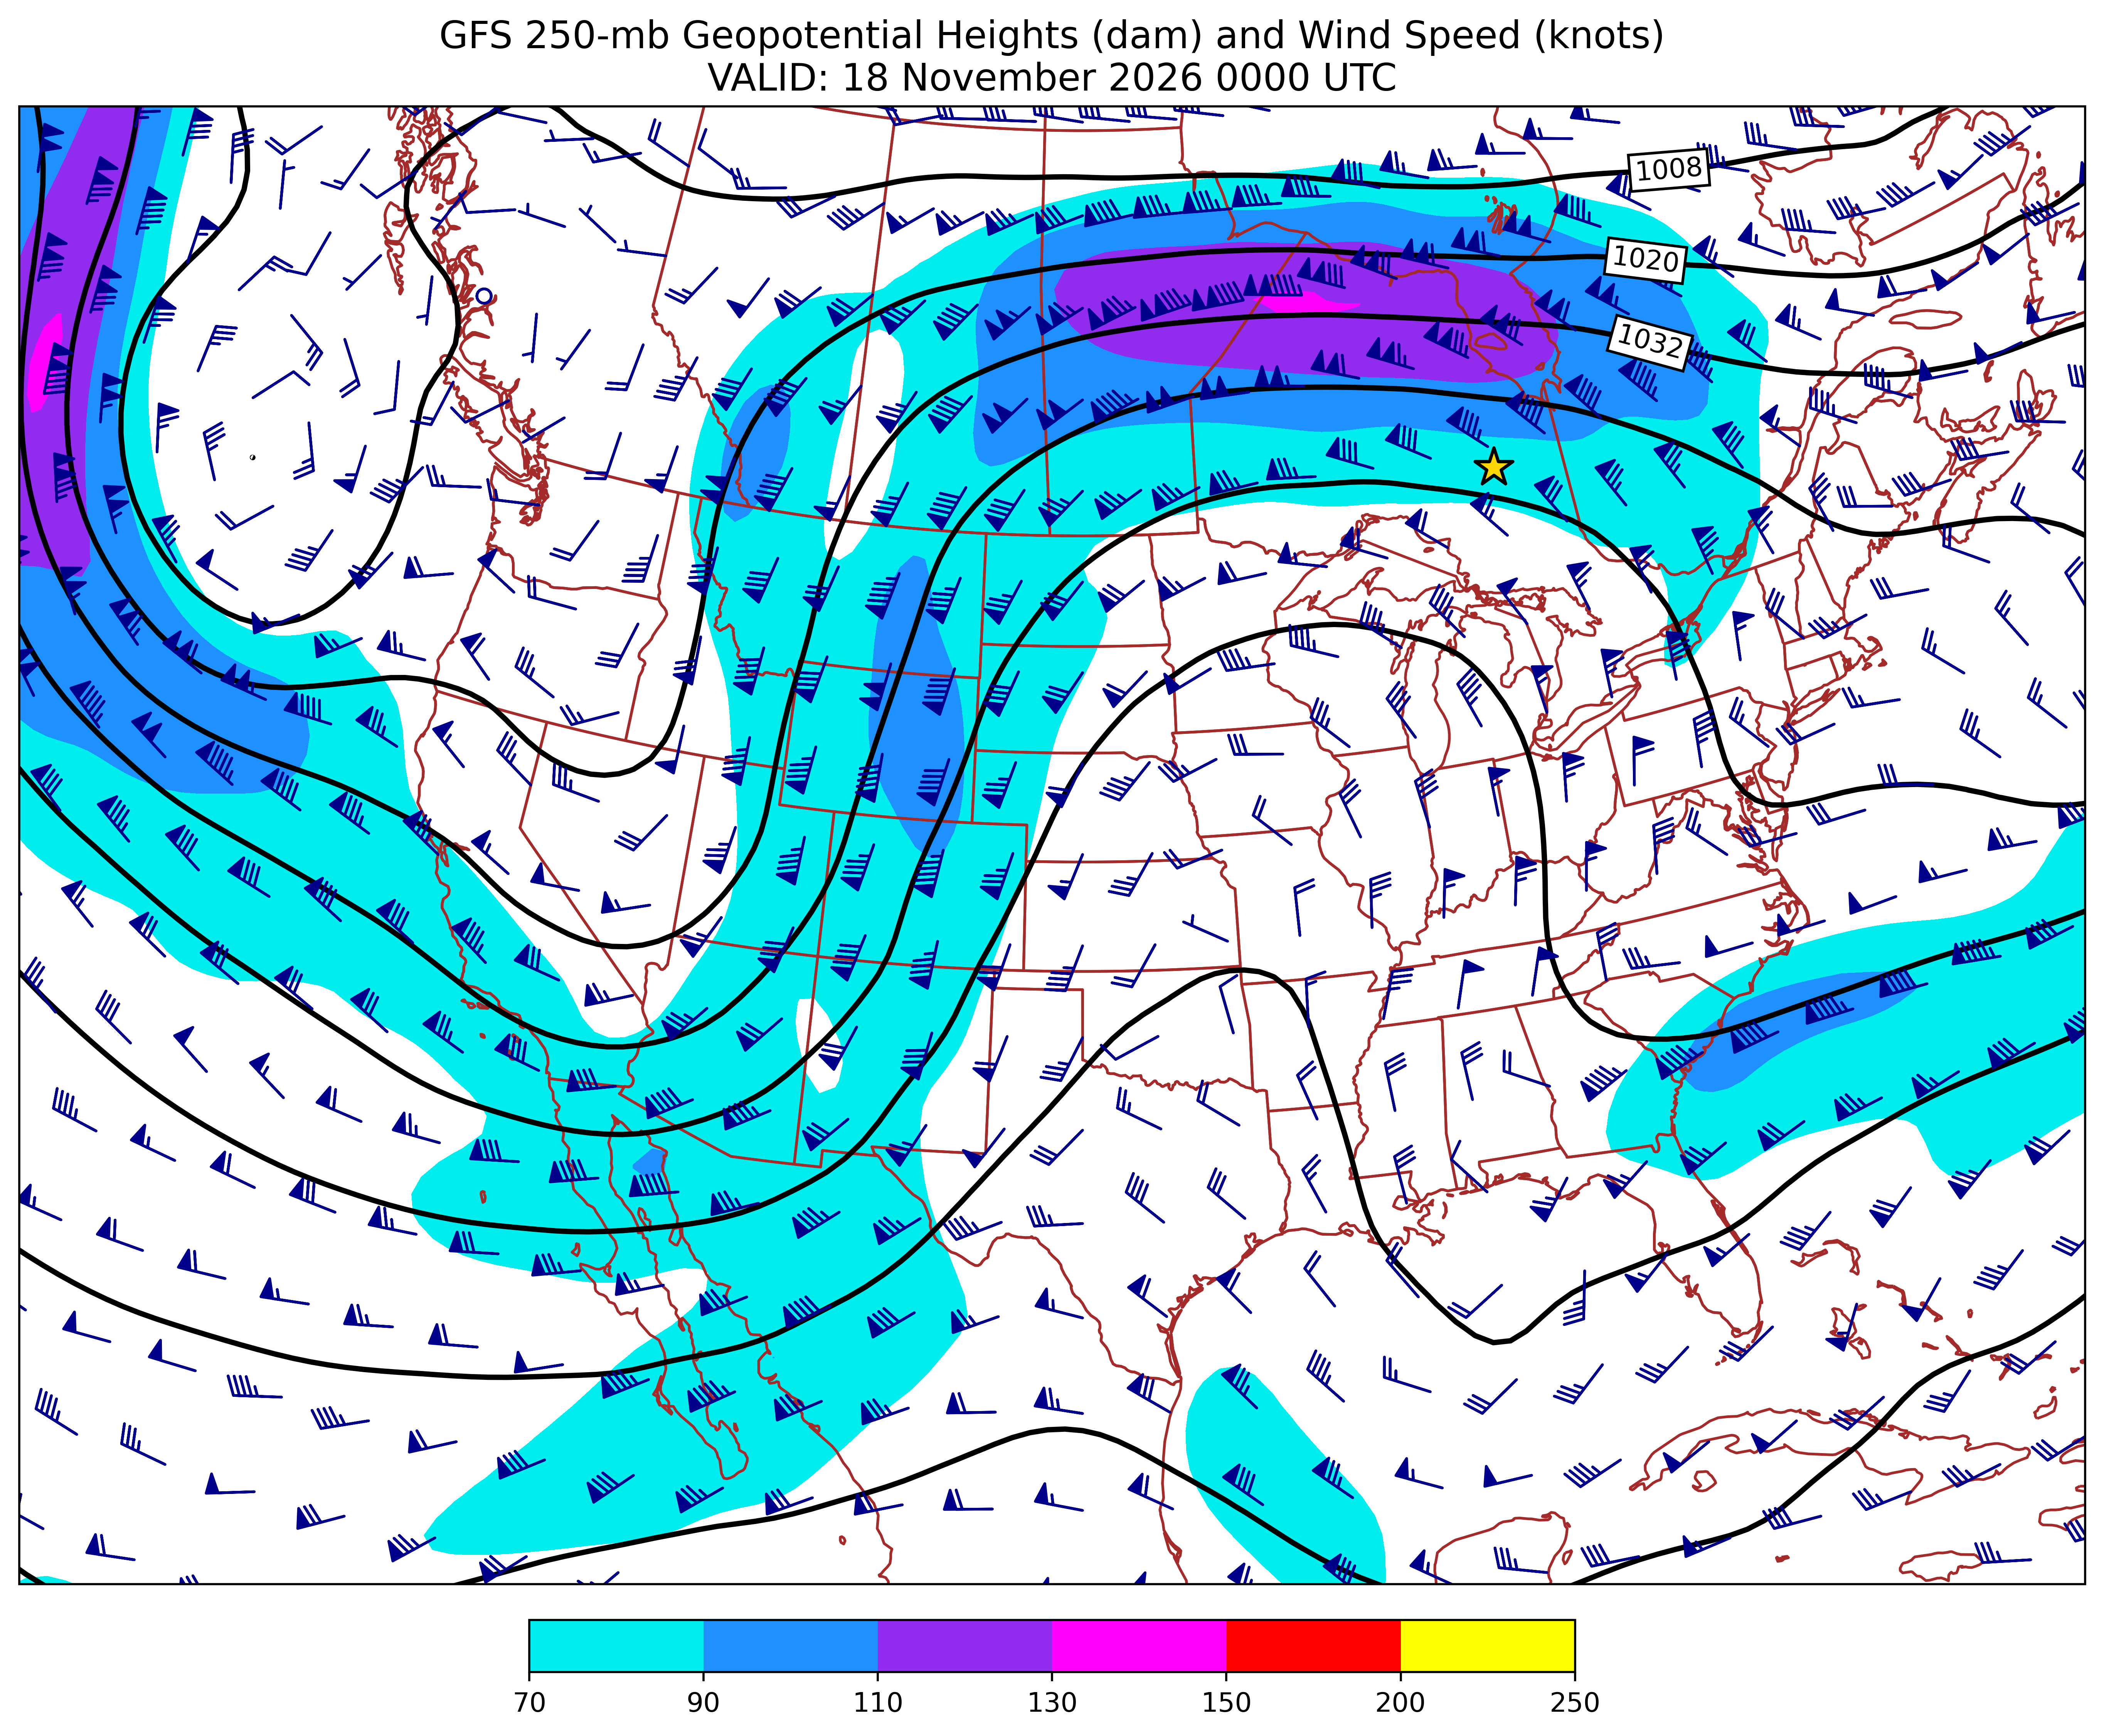 GFS 250-mb Geopotential Heights (dam) and Wind Speed (knots)
VALID: 18 November 2026 0000 UTC
1008
1020
1032
70 90 110 130 150 200 250